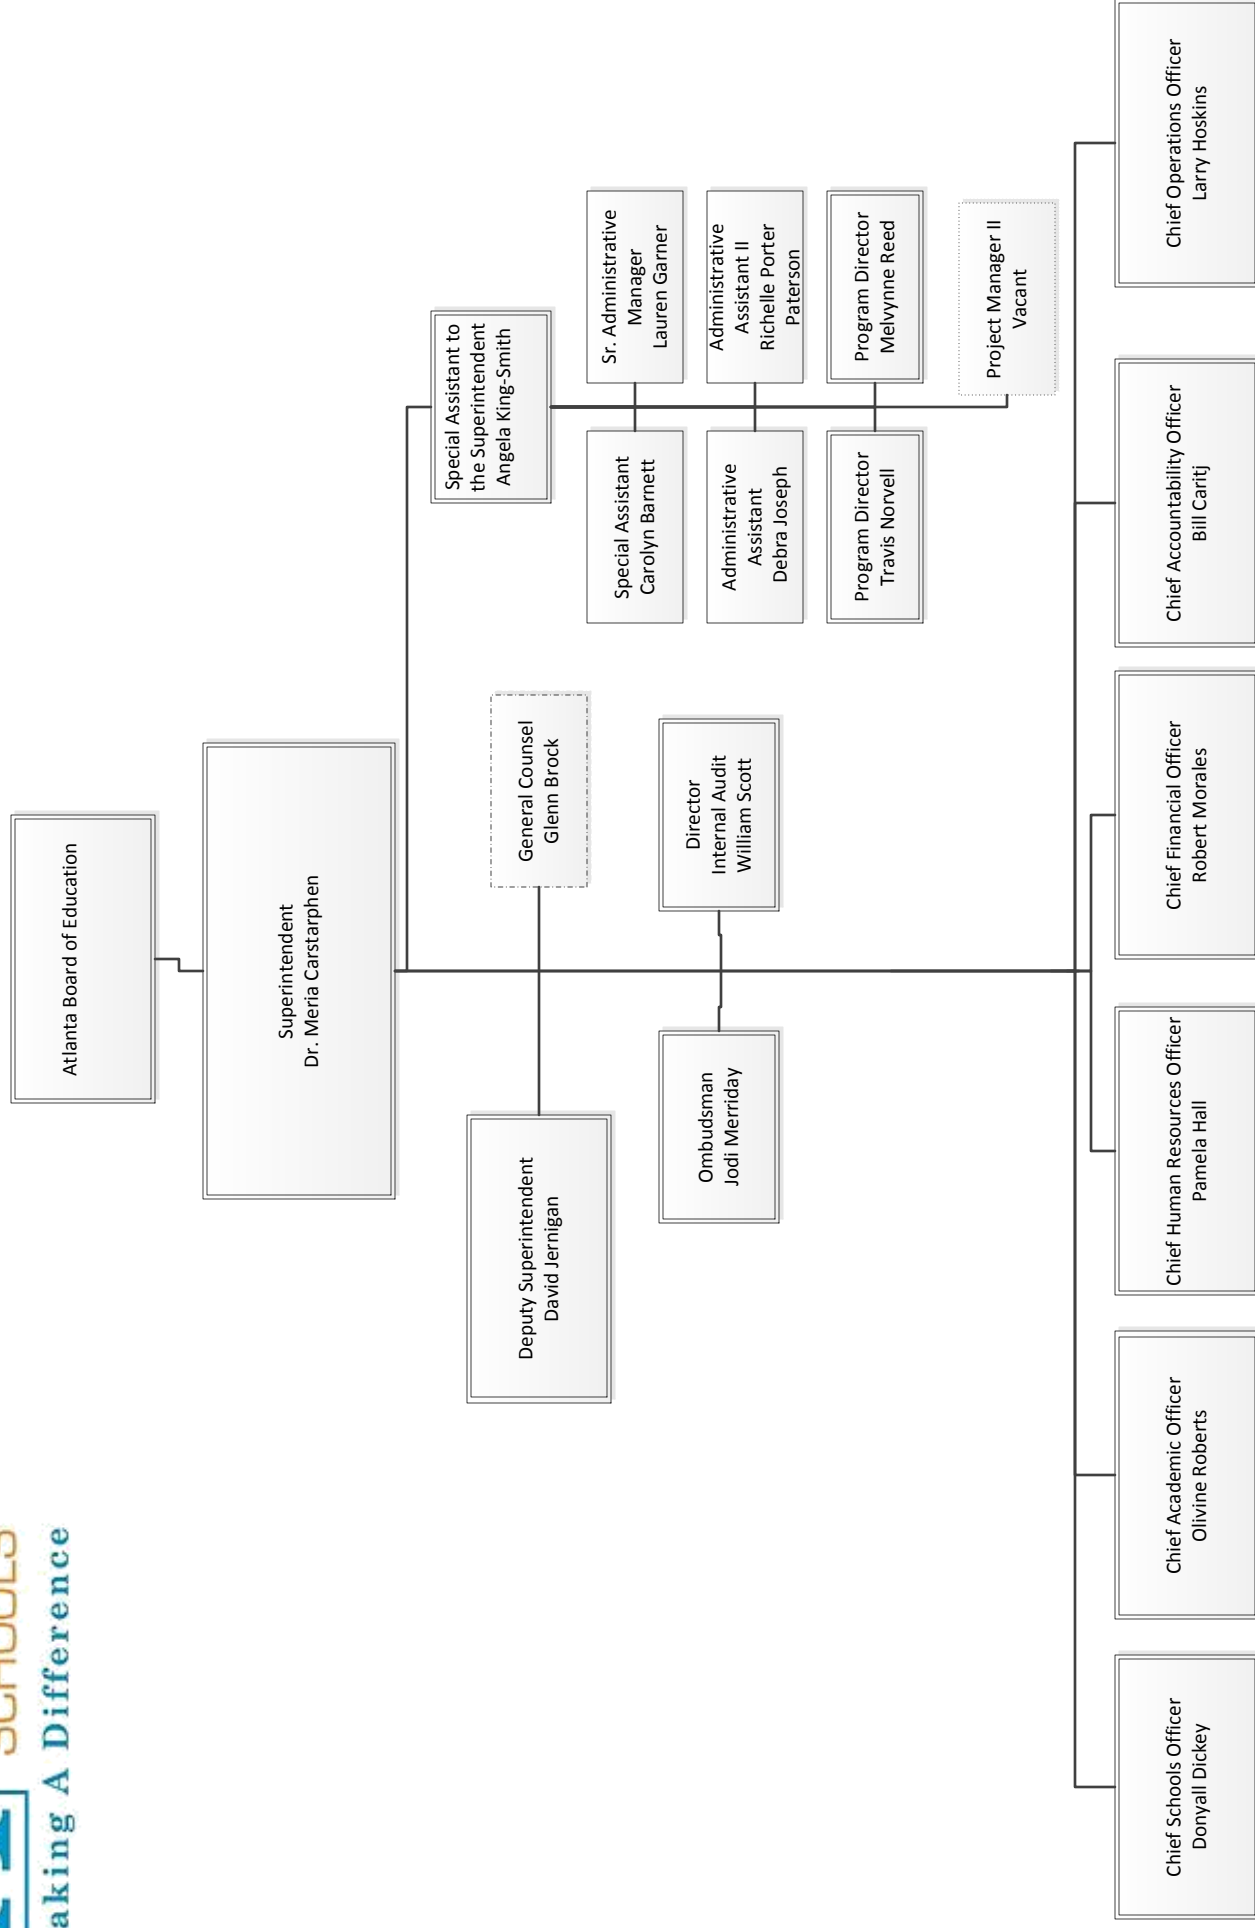 SCHOOLS
aking A Difference
Atlanta Board of Education
Superintendent
Dr. Meria Carstarphen
Special Assistant to
the Superintendent
Angela King-Smith
Deputy Superintendent
David Jernigan
General Counsel
Glenn Brock
Special Assistant
Carolyn Barnett
Sr. Administrative
Manager
Lauren Garner
Ombudsman
Jodi Merriday
Director
Internal Audit
William Scott
Administrative
Assistant
Debra Joseph
Administrative
Assistant II
Richelle Porter
Paterson
Program Director
Travis Norvell
Program Director
Melvynne Reed
Project Manager II
Vacant
Chief Schools Officer
Donyall Dickey
Chief Academic Officer
Olivine Roberts
Chief Human Resources Officer
Pamela Hall
Chief Financial Officer
Robert Morales
Chief Accountability Officer
Bill Caritj
Chief Operations Officer
Larry Hoskins